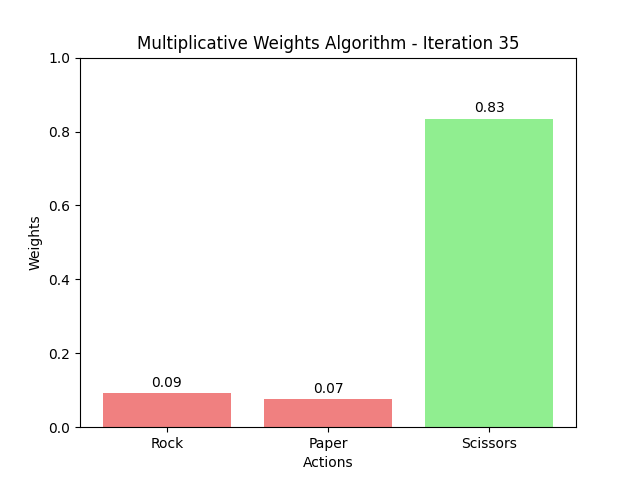 Multiplicative Weights Algorithm - Iteration 35
1.0
0.8
0.6
0.4
0.2
0.0
Weights
0.09
0.07
0.83
Rock
Paper
Scissors
Actions